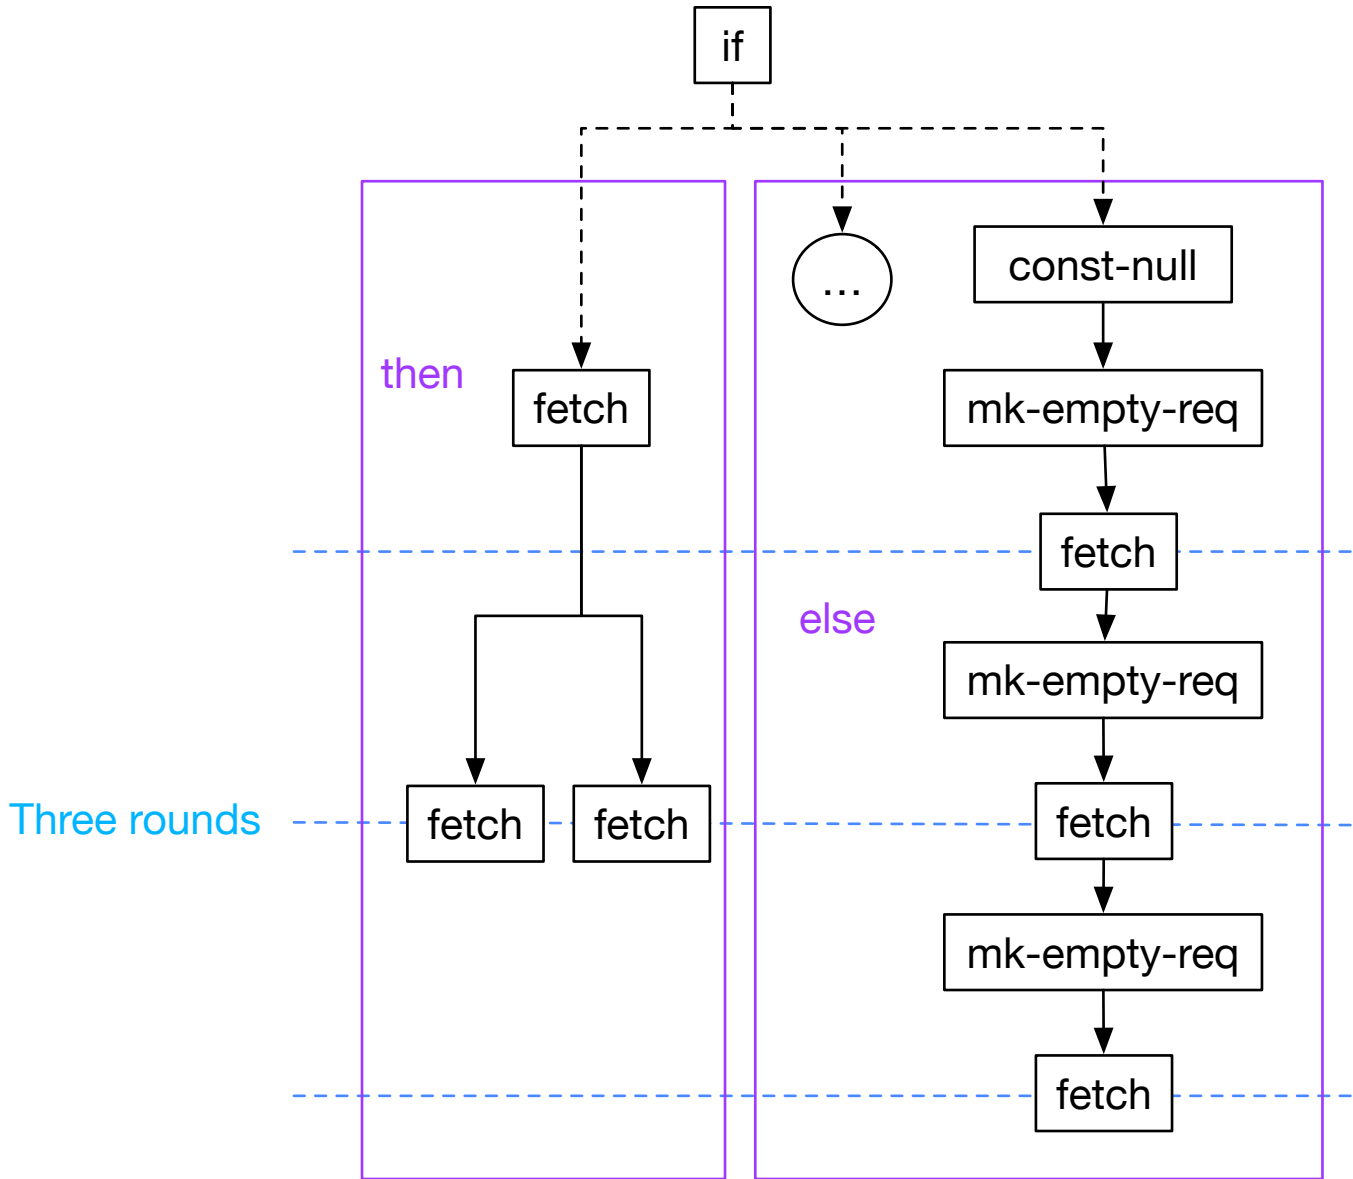 if
...
const-null
then
fetch
mk-empty-req
fetch
else
mk-empty-req
Three rounds
fetch
fetch
fetch
mk-empty-req
fetch